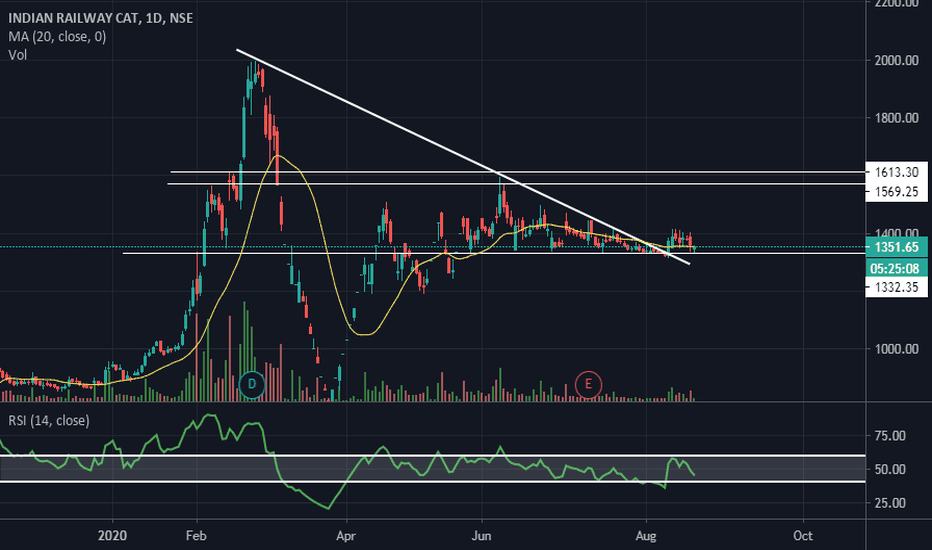 INDIAN RAILWAY CAT, 1D, NSE
MA (20, close, 0)
Vol
2200.00
2000.00
1800.00
1613.30
1569.25
1400.00
1351.65
05:25:08
1332.35
1000.00
D
E
RSI (14, close)
75.00
50.00
25.00
2020 Feb Apr Jun Aug Oct